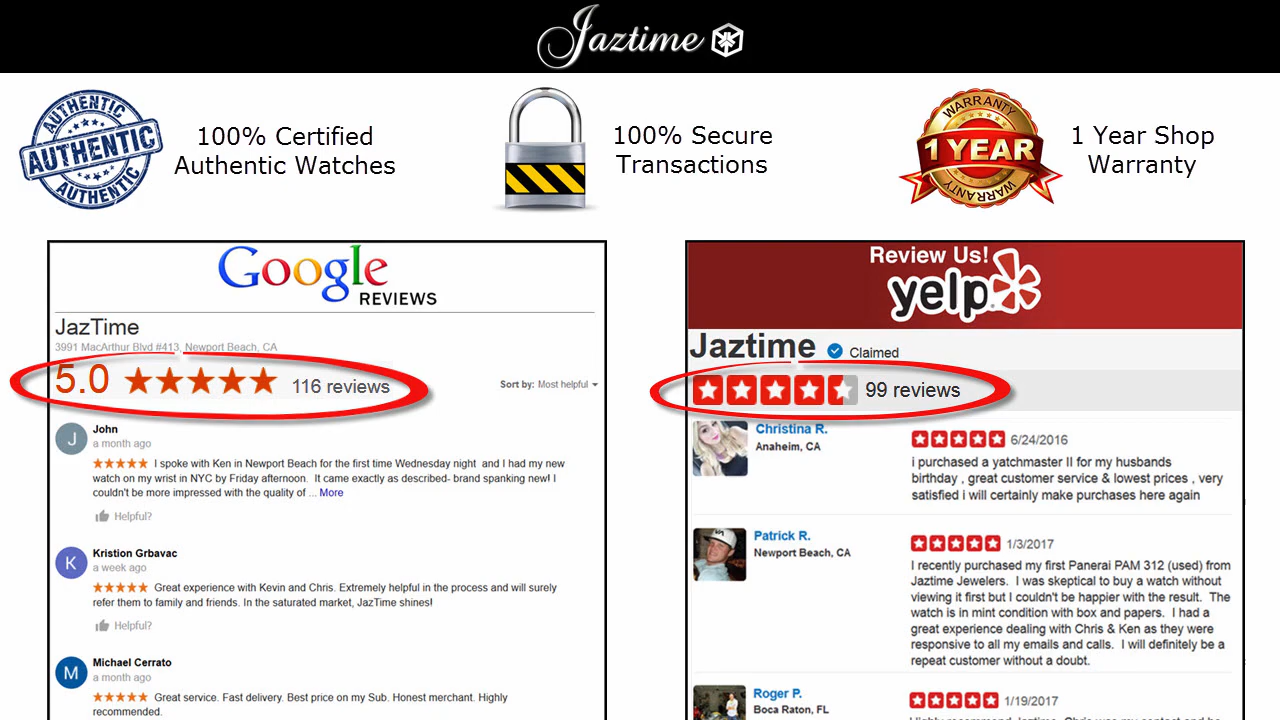 Jaztime
AUTHENTIC
AUTHENTIC
AUTHENTIC
100% Certified
Authentic Watches
100% Secure
Transactions
WARRANTY
1 YEAR
WARRANTY
1 Year Shop
Warranty
Google
REVIEWS
JazTime
3991 MacArthur Blvd #413, Newport Beach, CA
5.0 116 reviews
Sort by: Most helpful
J
John
a month ago
I spoke with Ken in Newport Beach for the first time Wednesday night and I had my new
watch on my wrist in NYC by Friday afternoon. It came exactly as described- brand spanking new! I
couldn't be more impressed with the quality of ... More
Helpful?
K
Kristion Grbavac
a week ago
Great experience with Kevin and Chris. Extremely helpful in the process and will surely
refer them to family and friends. In the saturated market, JazTime shines!
Helpful?
M
Michael Cerrato
a month ago
Great service. Fast delivery. Best price on my Sub. Honest merchant. Highly
recommended.
Review Us!
yelp
Jaztime Claimed
99 reviews
Christina R.
Anaheim, CA
6/24/2016
i purchased a yatchmaster II for my husbands
birthday , great customer service & lowest prices , very
satisfied i will certainly make purchases here again
Patrick R.
Newport Beach, CA
1/3/2017
I recently purchased my first Panerai PAM 312 (used) from
Jaztime Jewelers. I was skeptical to buy a watch without
viewing it first but I couldn't be happier with the result. The
watch is in mint condition with box and papers. I had a
great experience dealing with Chris & Ken as they were
responsive to all my emails and calls. I will definitely be a
repeat customer without a doubt.
Roger P.
Boca Raton, FL
1/19/2017